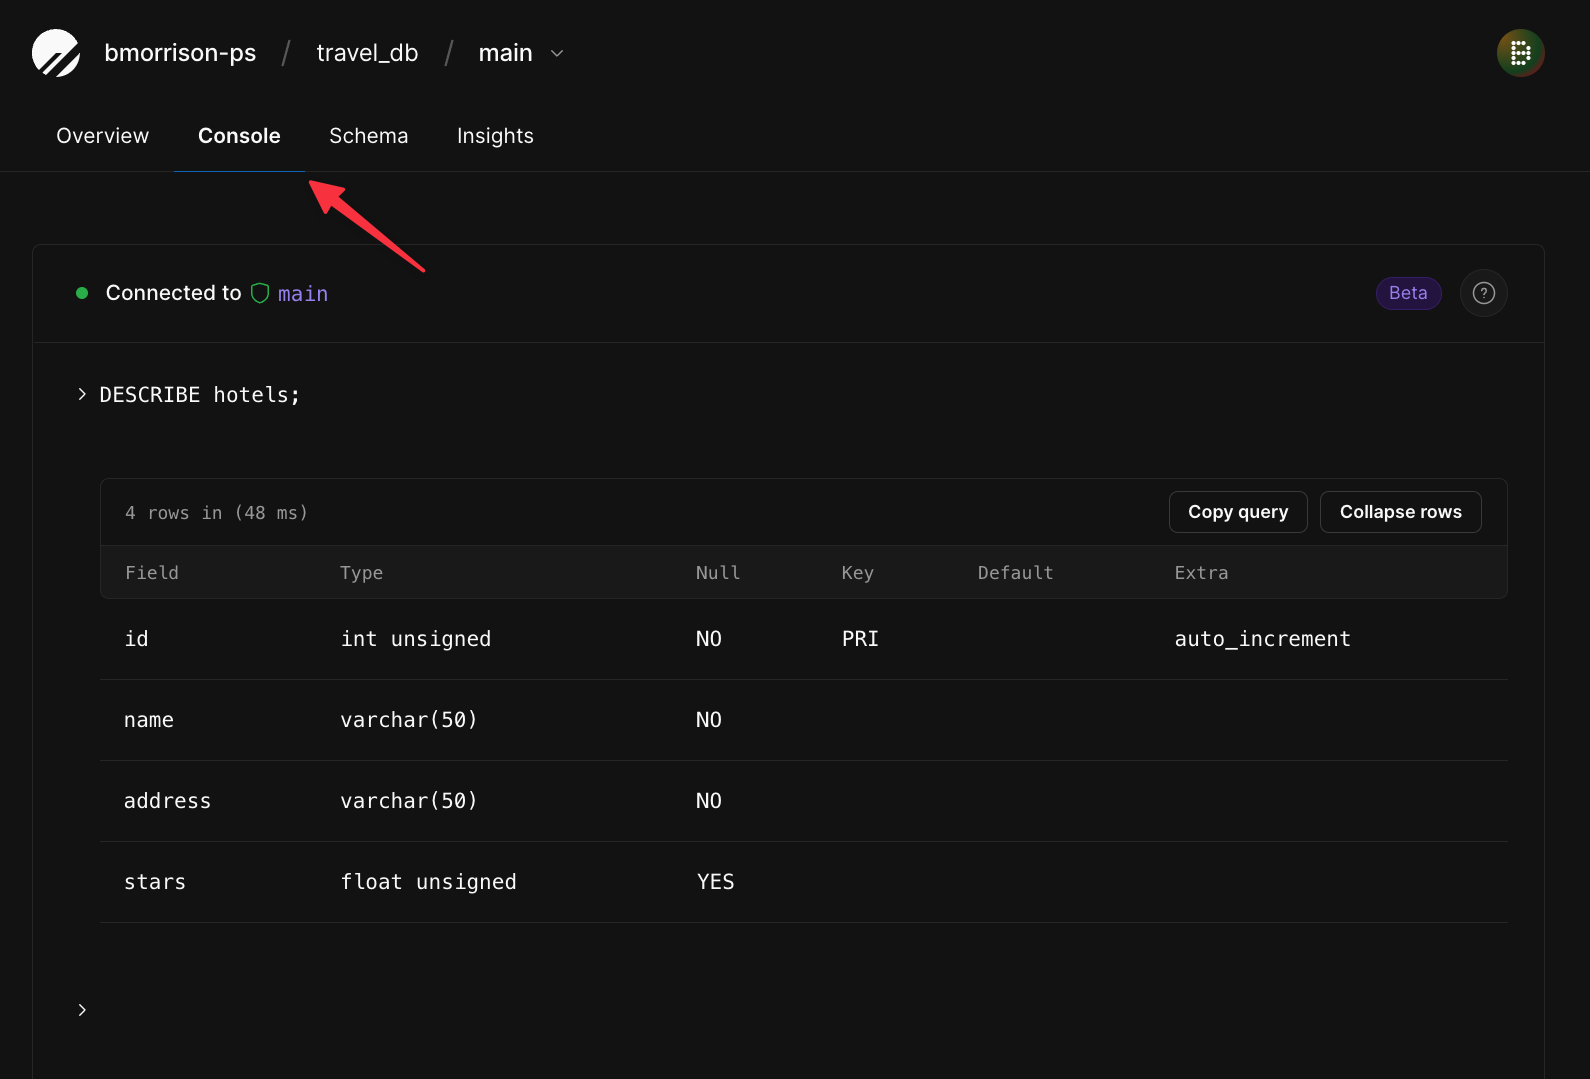 bmorrison-ps / travel_db / main
Overview Console Schema Insights
Connected to main Beta ?
> DESCRIBE hotels;
4 rows in (48 ms) Copy query Collapse rows
Field Type Null Key Default Extra
id int unsigned NO PRI auto_increment
name varchar(50) NO
address varchar(50) NO
stars float unsigned YES
>